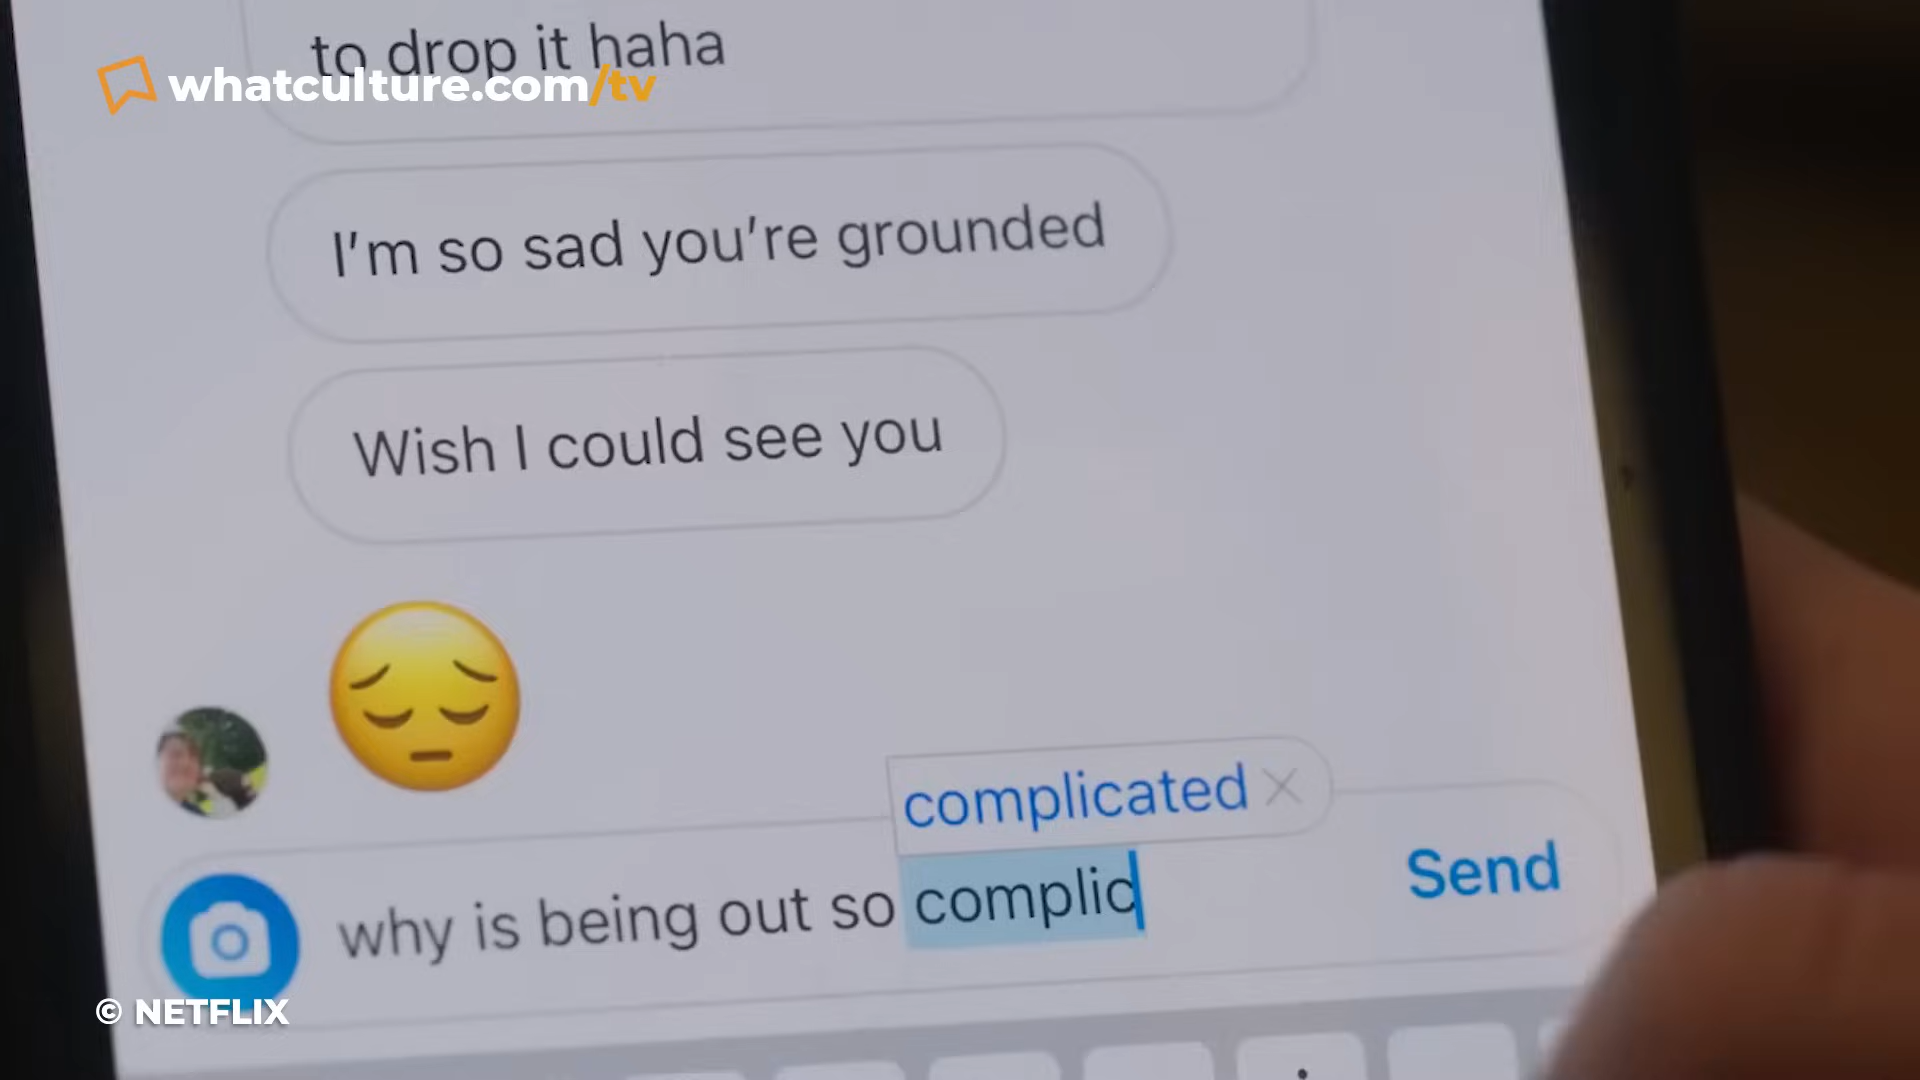 to drop it haha
whatculture.com/tv
I'm so sad you're grounded
Wish I could see you
complicated
why is being out so complic
Send
© NETFLIX